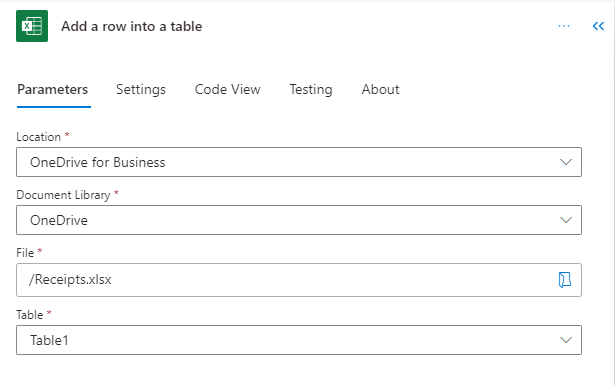 Add a row into a table
Parameters Settings Code View Testing About
Location *
OneDrive for Business
Document Library *
OneDrive
File *
/Receipts.xlsx
Table *
Table1